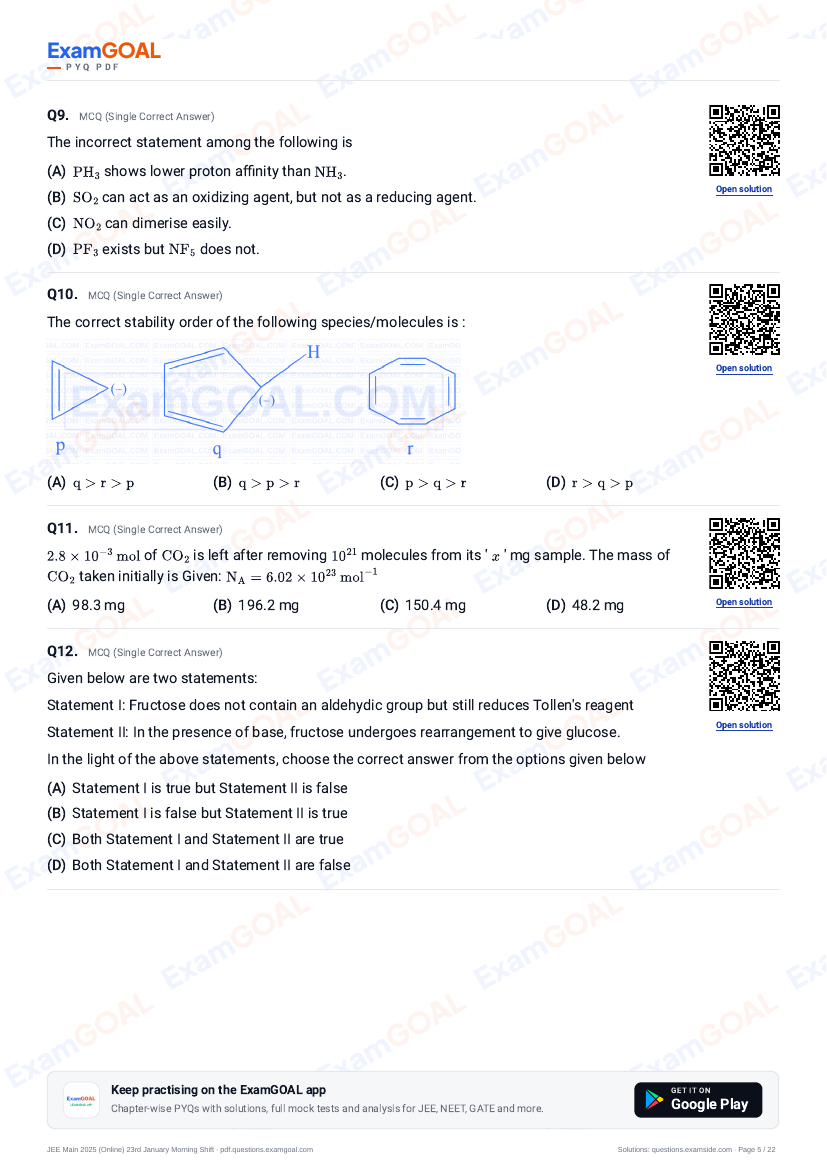 ExamGOAL
PYQ PDF
Q9. MCQ (Single Correct Answer)
The incorrect statement among the following is
(A) PH₃ shows lower proton affinity than NH₃.
(B) SO₂ can act as an oxidizing agent, but not as a reducing agent.
(C) NO₂ can dimerise easily.
(D) PF₃ exists but NF₅ does not.
Open solution
Q10. MCQ (Single Correct Answer)
The correct stability order of the following species/molecules is :
H
(−)
(−)
p
q
r
(A) q > r > p (B) q > p > r (C) p > q > r (D) r > q > p
Open solution
Q11. MCQ (Single Correct Answer)
2.8 × 10⁻³ mol of CO₂ is left after removing 10²¹ molecules from its ' x ' mg sample. The mass of
CO₂ taken initially is Given: N_A = 6.02 × 10²³ mol⁻¹
(A) 98.3 mg (B) 196.2 mg (C) 150.4 mg (D) 48.2 mg
Open solution
Q12. MCQ (Single Correct Answer)
Given below are two statements:
Statement I: Fructose does not contain an aldehydic group but still reduces Tollen's reagent
Statement II: In the presence of base, fructose undergoes rearrangement to give glucose.
In the light of the above statements, choose the correct answer from the options given below
(A) Statement I is true but Statement II is false
(B) Statement I is false but Statement II is true
(C) Both Statement I and Statement II are true
(D) Both Statement I and Statement II are false
Open solution
ExamGOAL
Keep practising on the ExamGOAL app
Chapter-wise PYQs with solutions, full mock tests and analysis for JEE, NEET, GATE and more.
GET IT ON
Google Play
JEE Main 2025 (Online) 23rd January Morning Shift · pdf.questions.examgoal.com
Solutions: questions.examside.com · Page 5 / 22